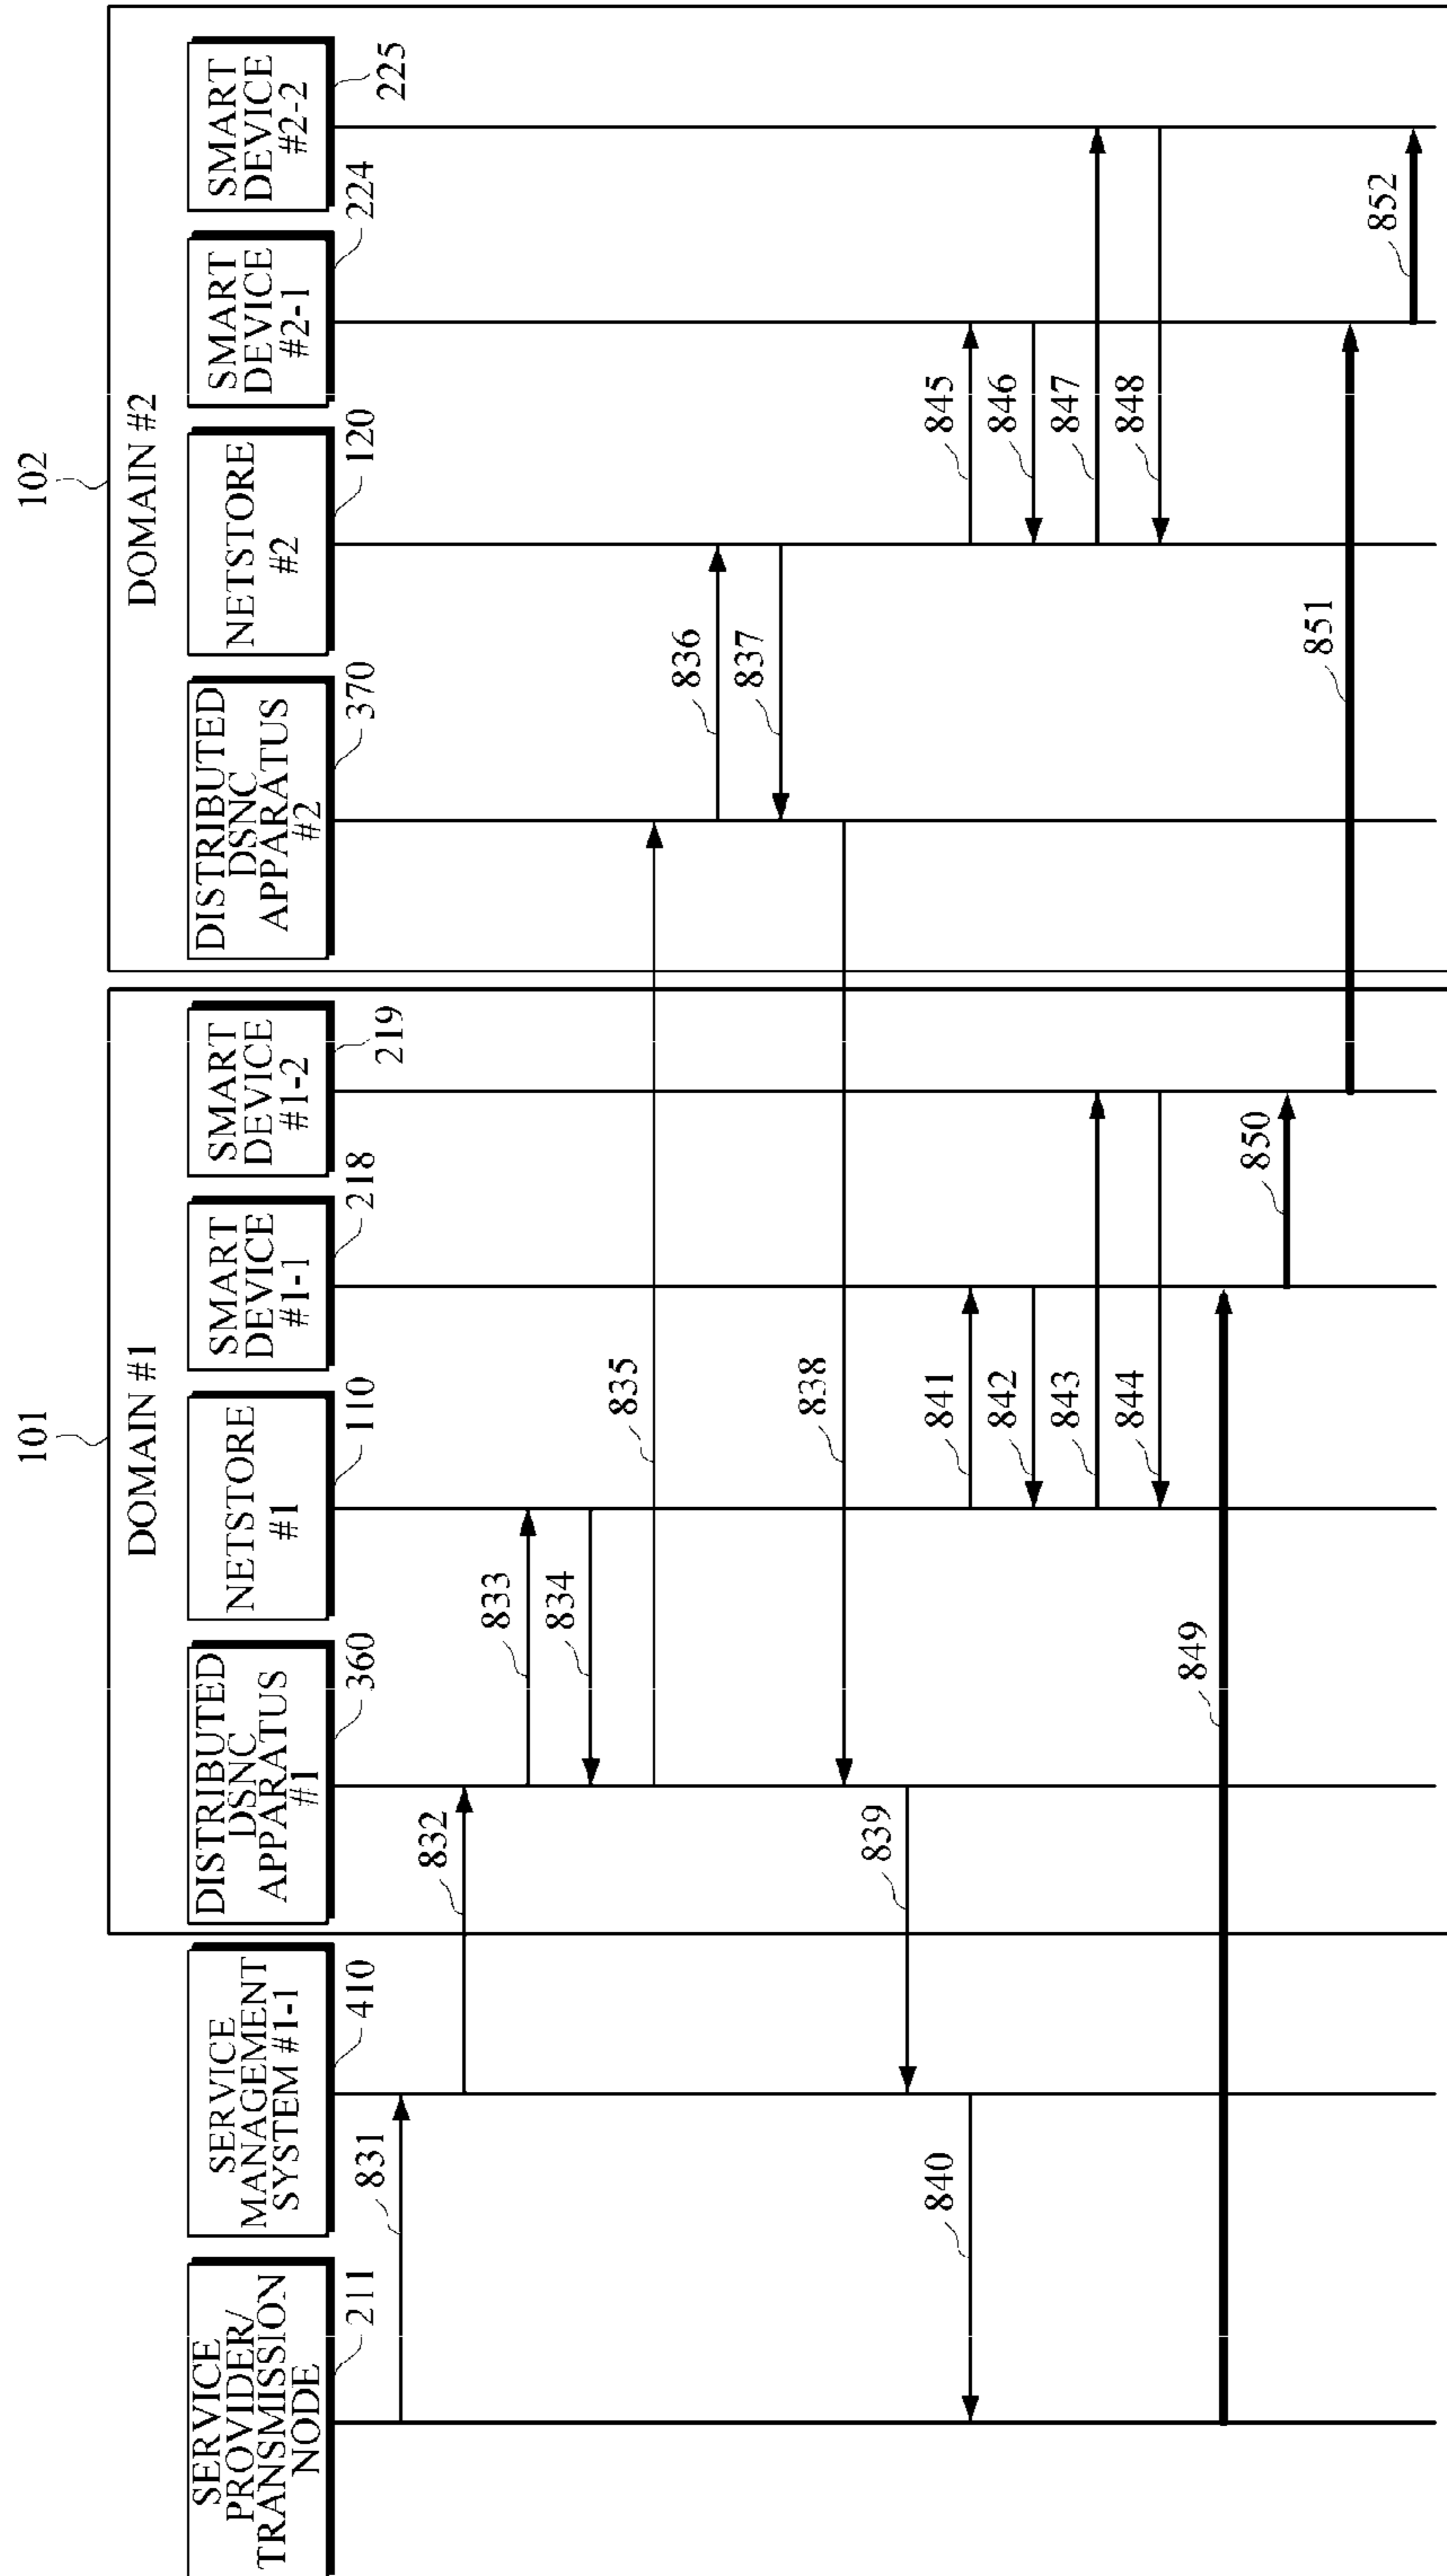 101
102
DOMAIN #1
DOMAIN #2
SERVICE
PROVIDER/
TRANSMISSION
NODE
211
SERVICE
MANAGEMENT
SYSTEM #1-1
410
DISTRIBUTED
DSNC
APPARATUS
#1
360
NETSTORE
#1
110
SMART
DEVICE
#1-1
218
SMART
DEVICE
#1-2
219
DISTRIBUTED
DSNC
APPARATUS
#2
370
NETSTORE
#2
120
SMART
DEVICE
#2-1
224
SMART
DEVICE
#2-2
225
831
832
833
834
835
836
837
838
839
840
841
842
843
844
845
846
847
848
849
850
851
852